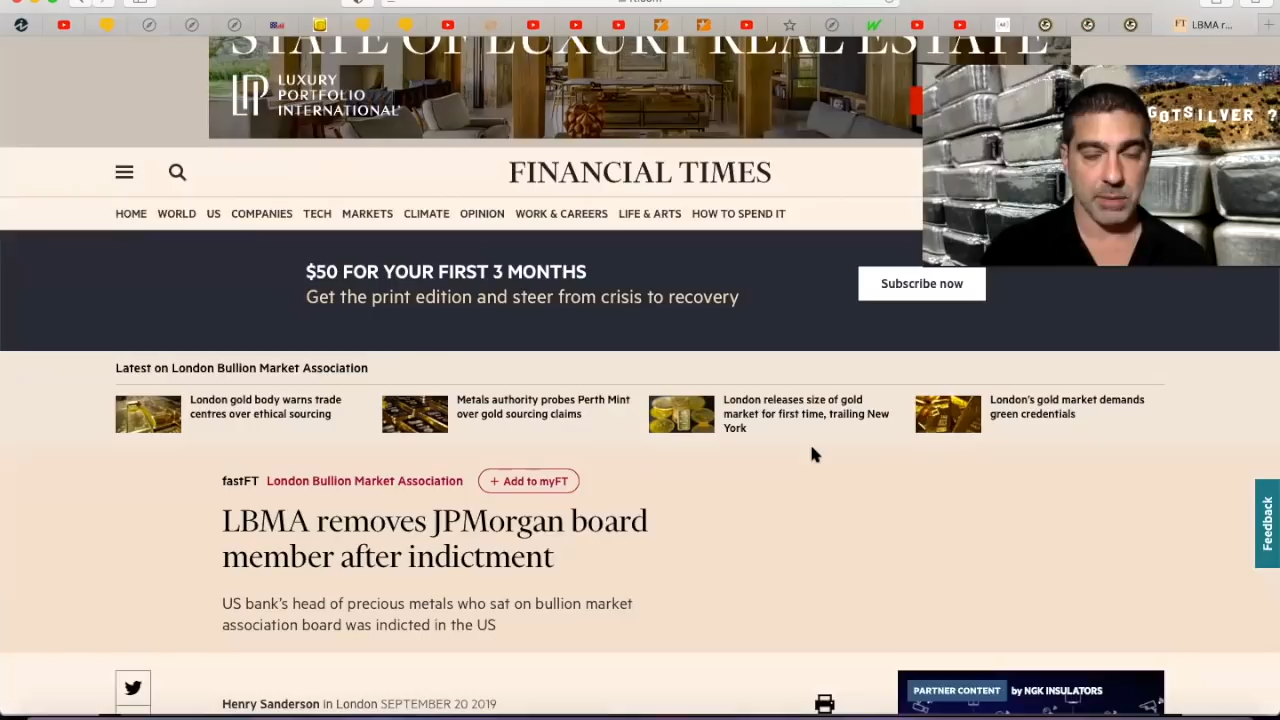 LBMA r...
STATE OF LUXURY REAL ESTATE
LUXURY
PORTFOLIO
INTERNATIONAL
GOTSILVER ?
FINANCIAL TIMES
HOME WORLD US COMPANIES TECH MARKETS CLIMATE OPINION WORK & CAREERS LIFE & ARTS HOW TO SPEND IT
$50 FOR YOUR FIRST 3 MONTHS
Get the print edition and steer from crisis to recovery
Subscribe now
Latest on London Bullion Market Association
London gold body warns trade
centres over ethical sourcing
Metals authority probes Perth Mint
over gold sourcing claims
London releases size of gold
market for first time, trailing New
York
London's gold market demands
green credentials
fastFT London Bullion Market Association + Add to myFT
LBMA removes JPMorgan board
member after indictment
US bank's head of precious metals who sat on bullion market
association board was indicted in the US
Feedback
Henry Sanderson in London SEPTEMBER 20 2019
PARTNER CONTENT by NGK INSULATORS